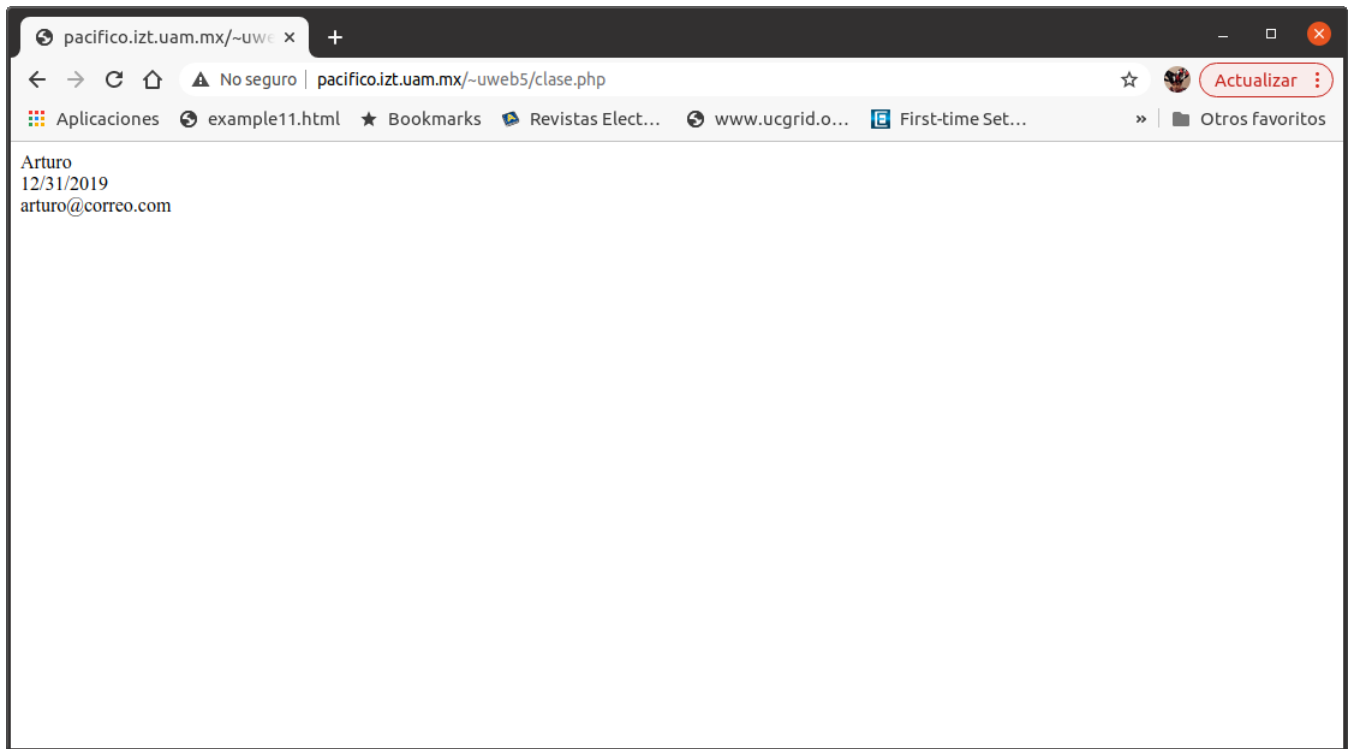 pacifico.izt.uam.mx/~uwe
No seguro pacifico.izt.uam.mx/~uweb5/clase.php Actualizar
Aplicaciones example11.html Bookmarks Revistas Elect... www.ucgrid.o... First-time Set... » Otros favoritos
Arturo
12/31/2019
arturo@correo.com